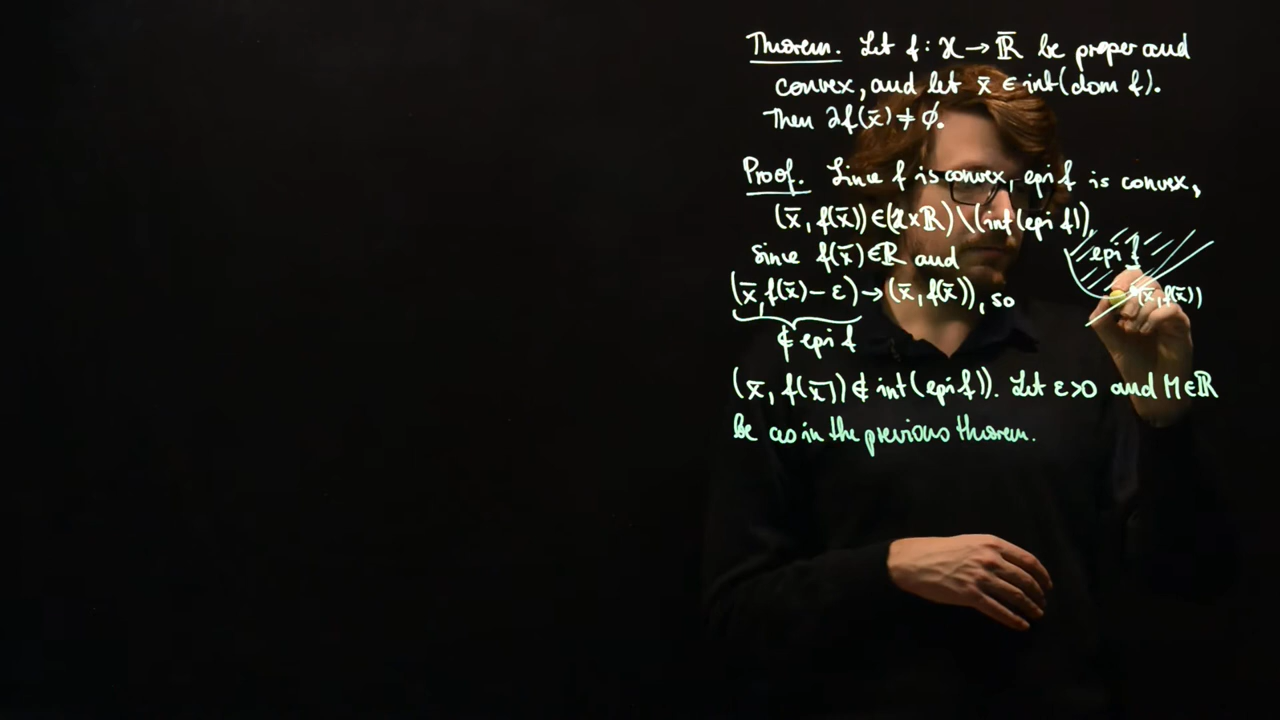 Theorem. Let f : X → ℝ̅ be proper and
convex, and let x̄ ∈ int(dom f).
Then ∂f(x̄) ≠ ∅.
Proof. Since f is convex, epi f is convex,
(x̄, f(x̄)) ∈ (X×ℝ) \ (int(epi f)),
since f(x̄) ∈ ℝ and
(x̄, f(x̄) - ε) → (x̄, f(x̄)), so
∉ epi f
epi f
(x̄, f(x̄))
(x̄, f(x̄)) ∉ int(epi f)). Let ε>0 and M∈ℝ
be as in the previous theorem.